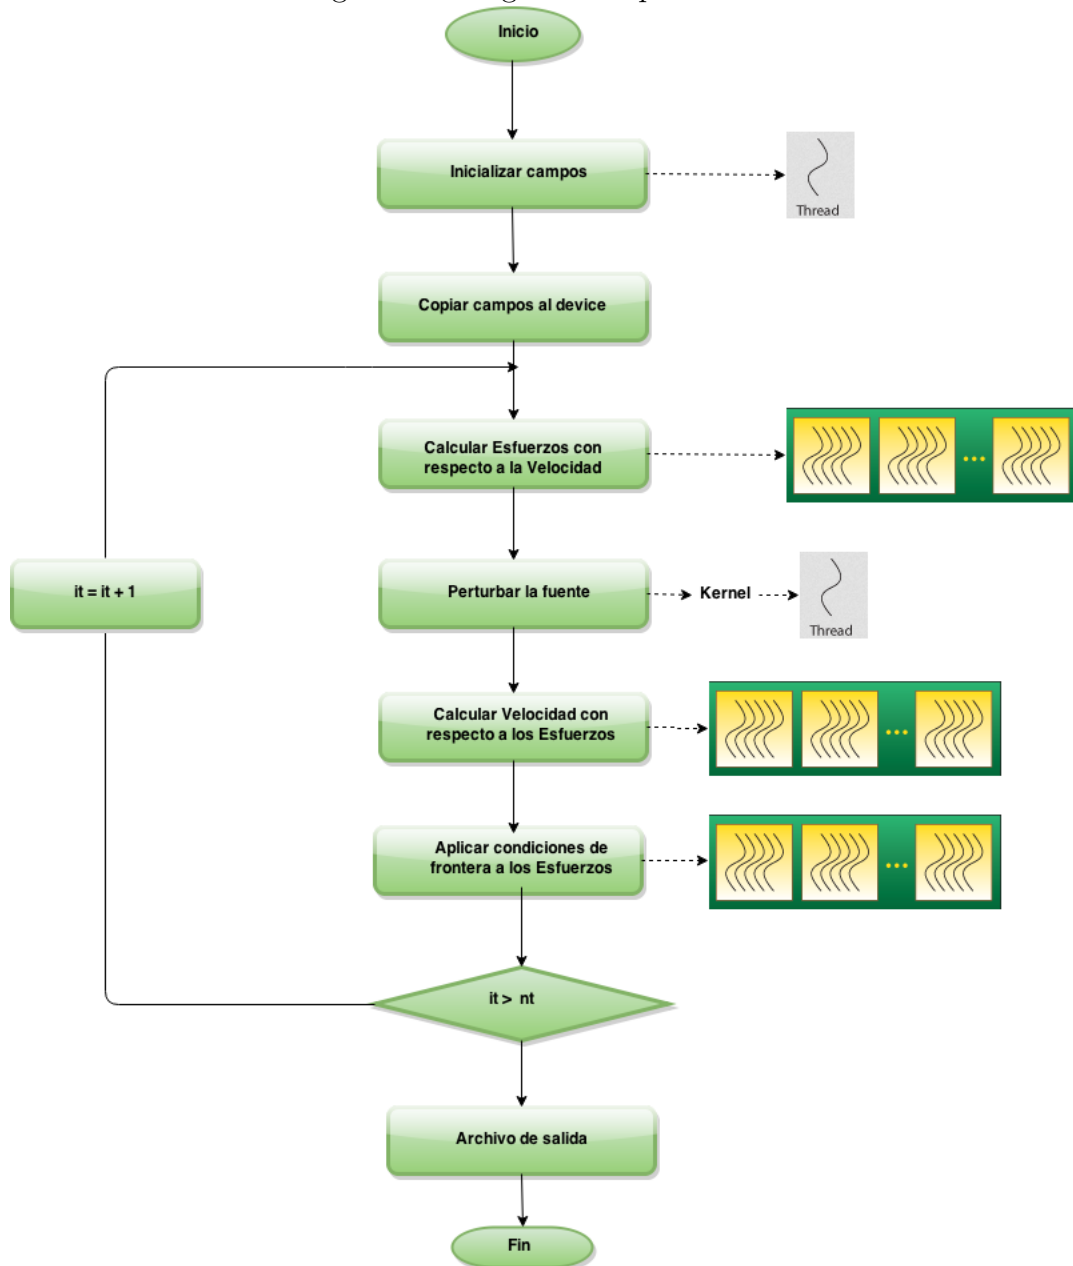 Inicio
Inicializar campos
Thread
Copiar campos al device
Calcular Esfuerzos con
respecto a la Velocidad
it = it + 1
Perturbar la fuente
Kernel
Thread
Calcular Velocidad con
respecto a los Esfuerzos
Aplicar condiciones de
frontera a los Esfuerzos
it > nt
Archivo de salida
Fin